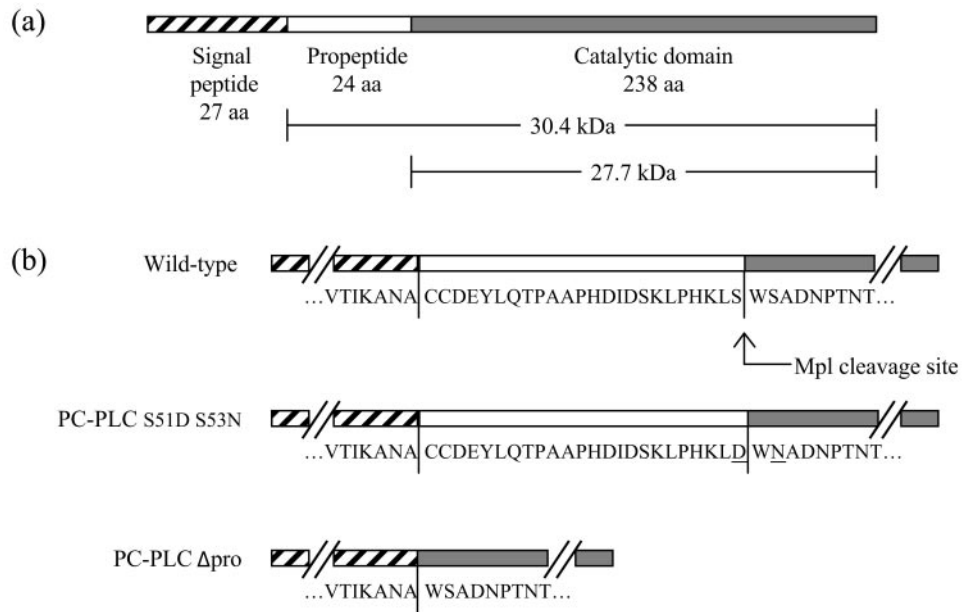 (a)
Signal peptide 27 aa
Propeptide 24 aa
Catalytic domain 238 aa
30.4 kDa
27.7 kDa
(b)
Wild-type
...VTIKANA CCDEYLQTPAAPHDIDSKLPHKLS WSADNPTNT...
Mpl cleavage site
PC-PLC S51D S53N
...VTIKANA CCDEYLQTPAAPHDIDSKLPHKLD WNADNPTNT...
PC-PLC Δpro
...VTIKANA WSADNPTNT...